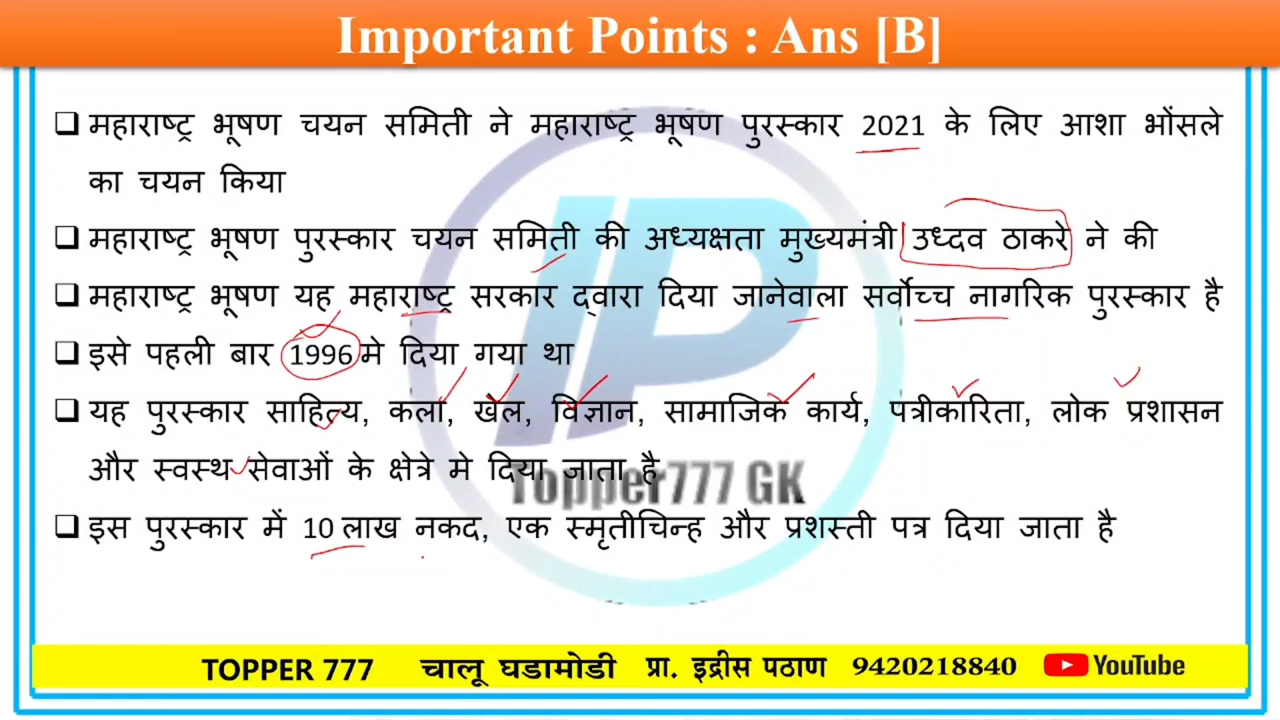 Important Points : Ans [B]
❑ महाराष्ट्र भूषण चयन समिती ने महाराष्ट्र भूषण पुरस्कार 2021 के लिए आशा भोंसले
का चयन किया
❑ महाराष्ट्र भूषण पुरस्कार चयन समिती की अध्यक्षता मुख्यमंत्री उध्दव ठाकरे ने की
❑ महाराष्ट्र भूषण यह महाराष्ट्र सरकार द्वारा दिया जानेवाला सर्वोच्च नागरिक पुरस्कार है
❑ इसे पहली बार 1996 मे दिया गया था
❑ यह पुरस्कार साहित्य, कला, खेल, विज्ञान, सामाजिक कार्य, पत्रीकारिता, लोक प्रशासन
और स्वस्थ सेवाओं के क्षेत्रे मे दिया जाता है
Topper777 GK
❑ इस पुरस्कार में 10 लाख नकद, एक स्मृतीचिन्ह और प्रशस्ती पत्र दिया जाता है
TOPPER 777 चालू घडामोडी प्रा. इद्रीस पठाण 9420218840 YouTube